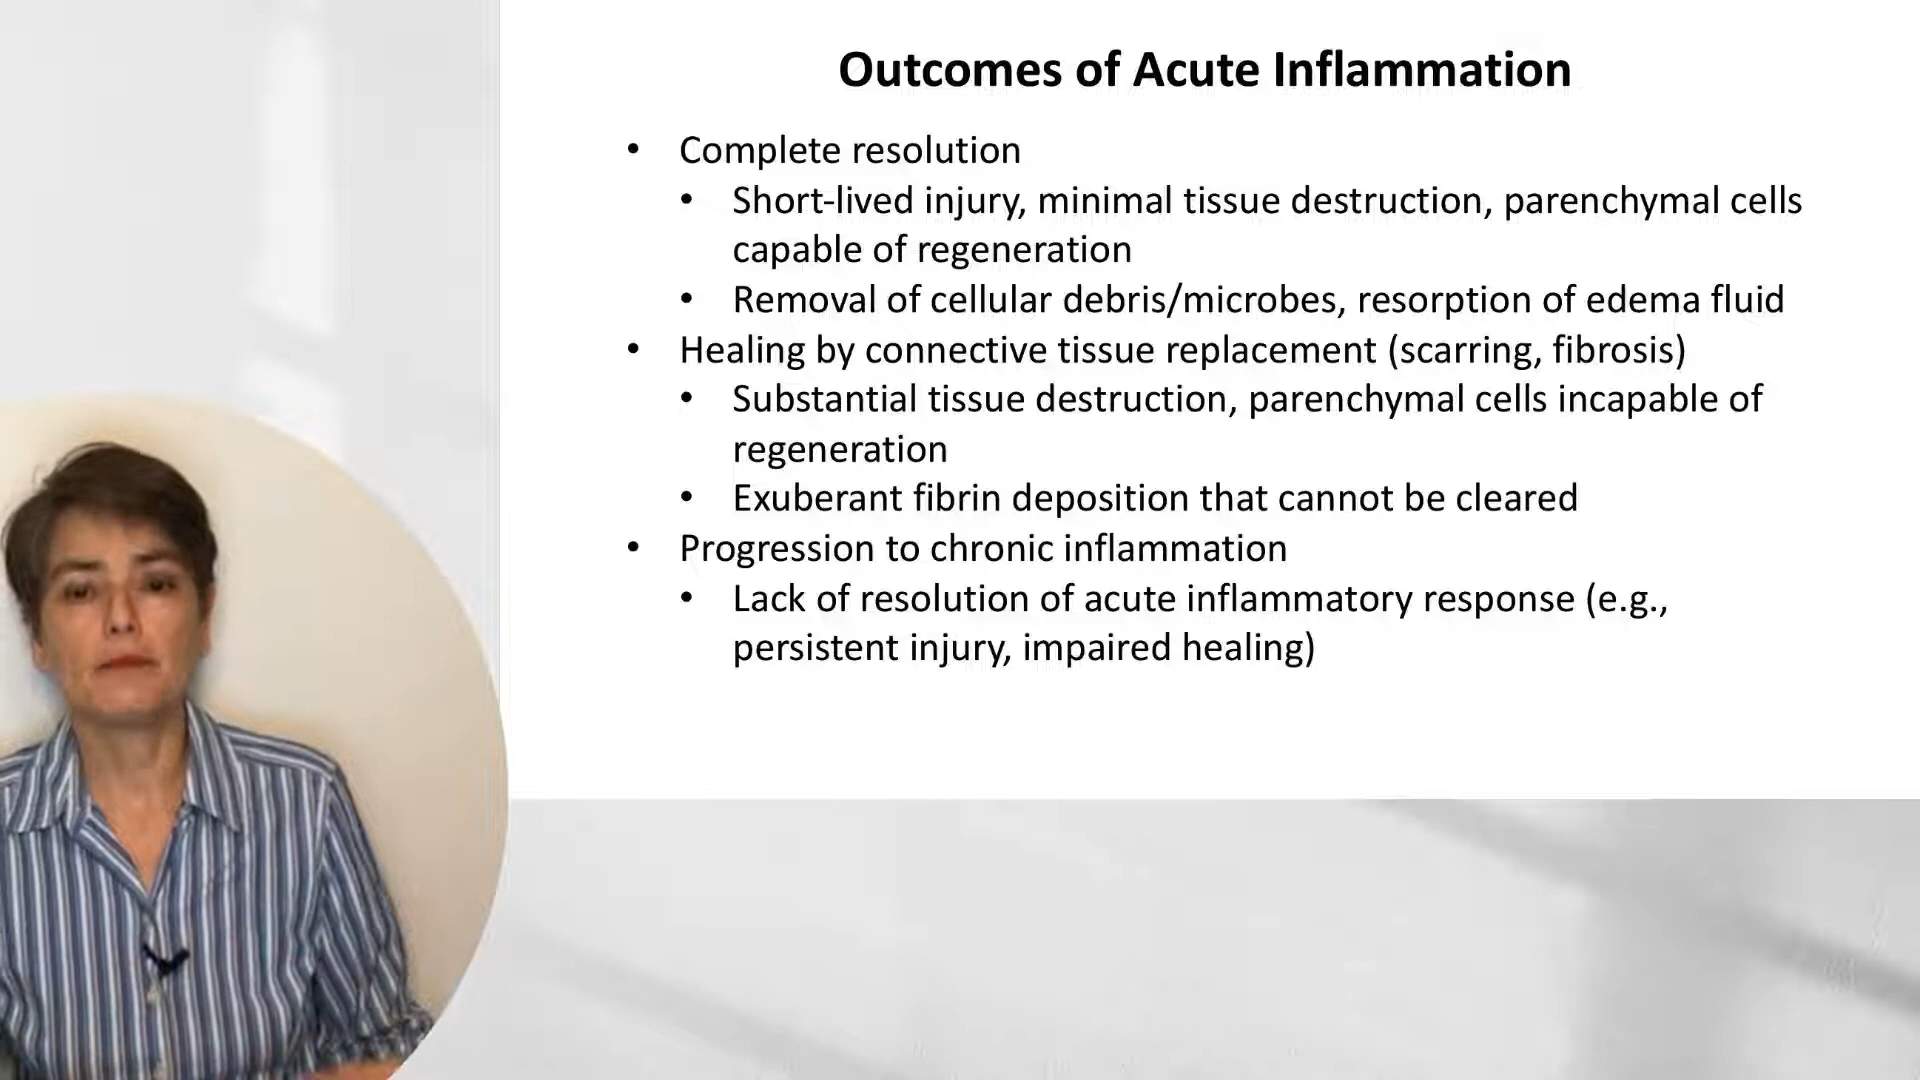 Outcomes of Acute Inflammation
• Complete resolution
• Short-lived injury, minimal tissue destruction, parenchymal cells
capable of regeneration
• Removal of cellular debris/microbes, resorption of edema fluid
• Healing by connective tissue replacement (scarring, fibrosis)
• Substantial tissue destruction, parenchymal cells incapable of
regeneration
• Exuberant fibrin deposition that cannot be cleared
• Progression to chronic inflammation
• Lack of resolution of acute inflammatory response (e.g.,
persistent injury, impaired healing)